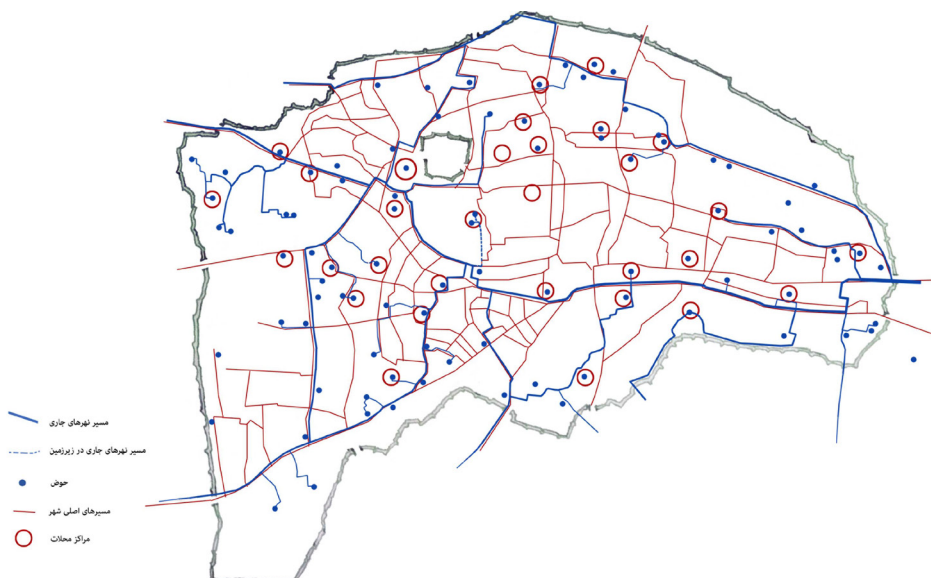 مسیر نهرهای جاری
مسیر نهرهای جاری در زیرزمین
حوض
مسیرهای اصلی شهر
مراکز محلات